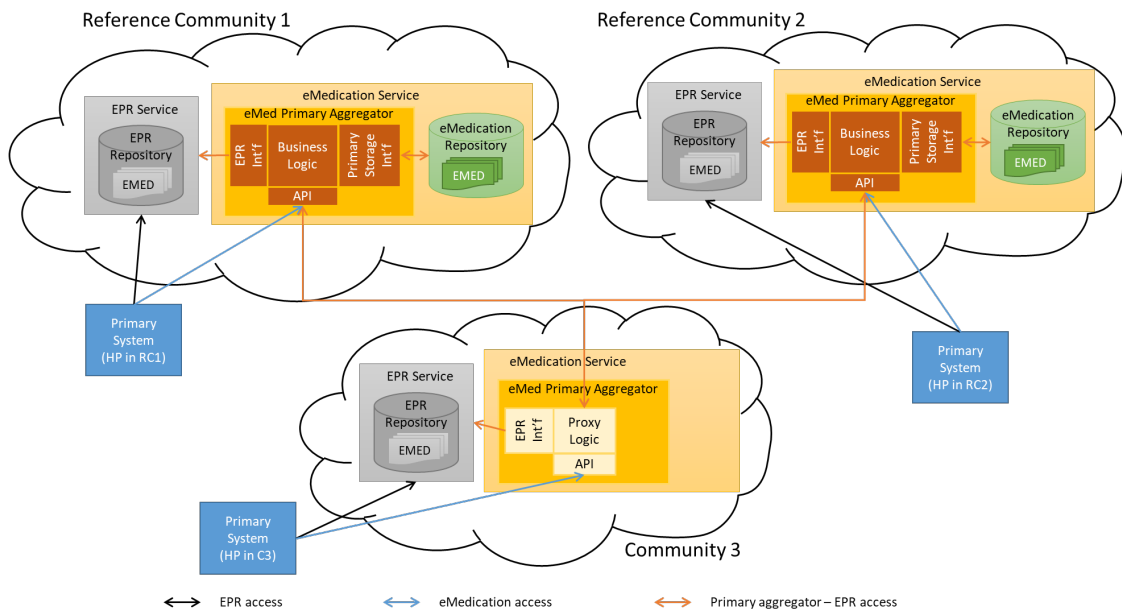 Reference Community 1
EPR Service
EPR
Repository
EMED
eMedication Service
eMed Primary Aggregator
EPR
Int'f
Business
Logic
Primary
Storage
Int'f
API
eMedication
Repository
EMED
Primary
System
(HP in RC1)
Reference Community 2
EPR Service
EPR
Repository
EMED
eMedication Service
eMed Primary Aggregator
EPR
Int'f
Business
Logic
Primary
Storage
Int'f
API
eMedication
Repository
EMED
Primary
System
(HP in RC2)
EPR Service
EPR
Repository
EMED
eMedication Service
eMed Primary Aggregator
EPR
Int'f
Proxy
Logic
API
Primary
System
(HP in C3)
Community 3
EPR access
eMedication access
Primary aggregator – EPR access